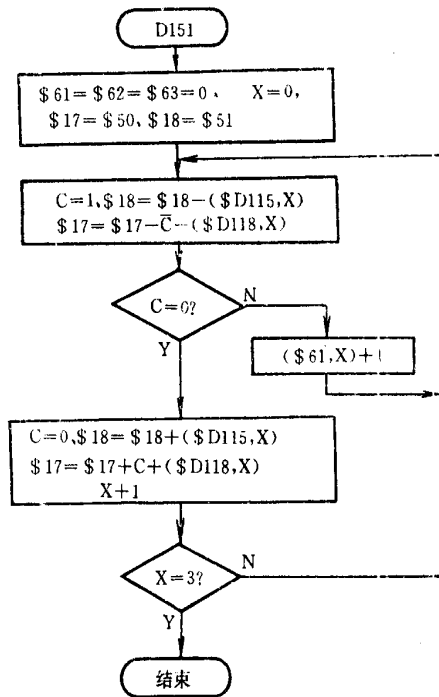 D151
$61=$62=$63=0、 X=0,
$17=$50、$18=$51
C=1,$18=$18-($D115,X)
$17=$17-C̅-($D118,X)
C=0?
N
Y
($61,X)+1
C=0,$18=$18+($D115,X)
$17=$17+C+($D118,X)
X+1
X=3?
N
Y
结束